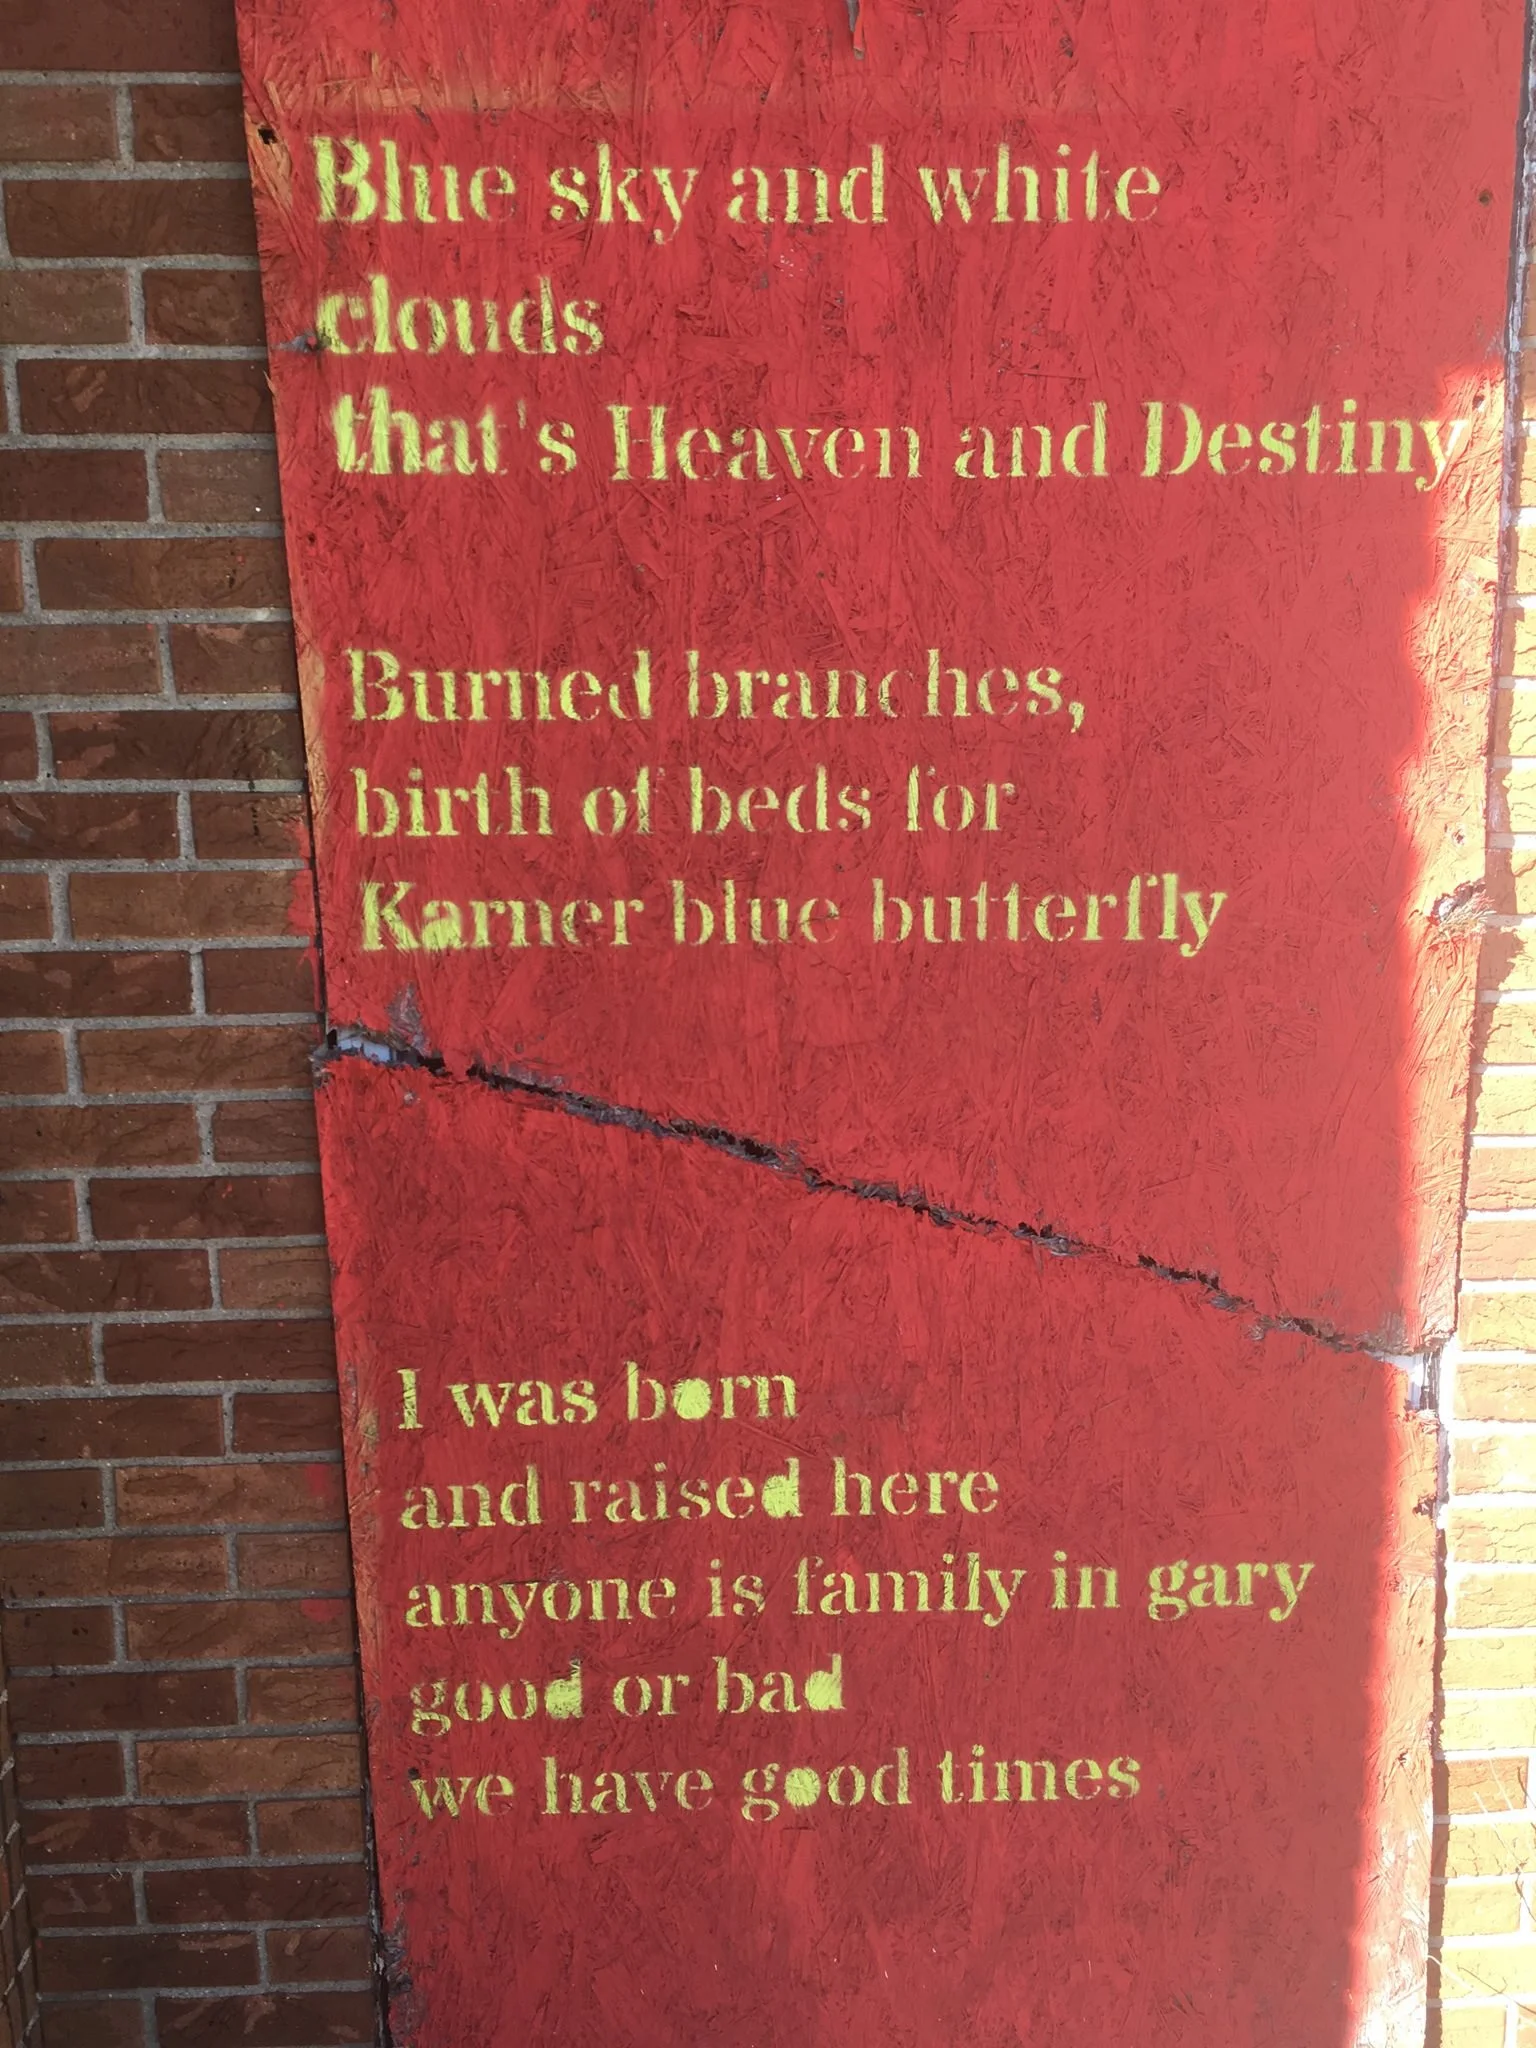 Blue sky and white
clouds
that's Heaven and Destiny
Burned branches,
birth of beds for
Karner blue butterfly
I was born
and raised here
anyone is family in gary
good or bad
we have good times